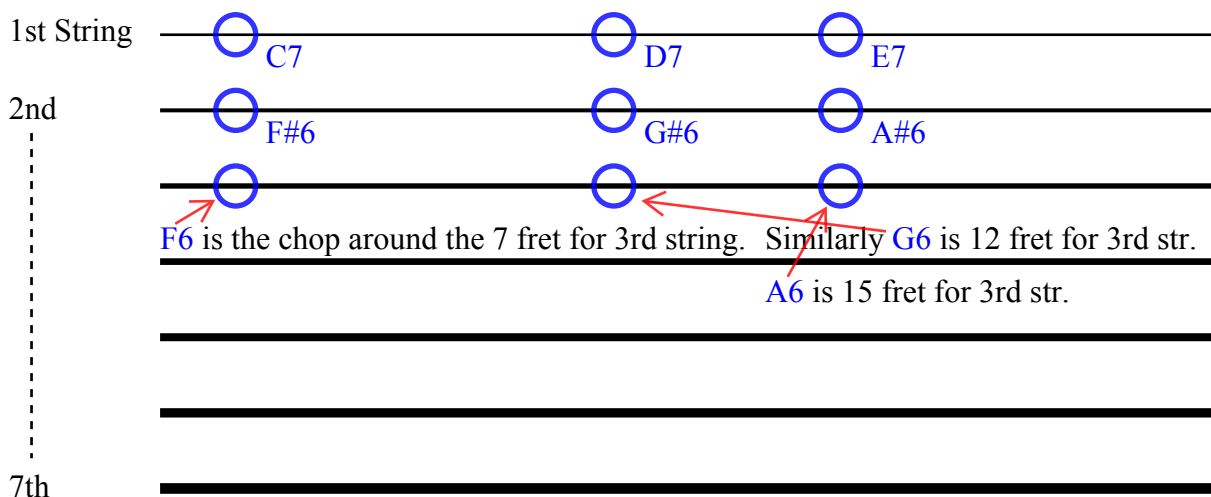 1st String
C7 D7 E7
2nd
F#6 G#6 A#6
F6 is the chop around the 7 fret for 3rd string. Similarly G6 is 12 fret for 3rd str.
A6 is 15 fret for 3rd str.
7th